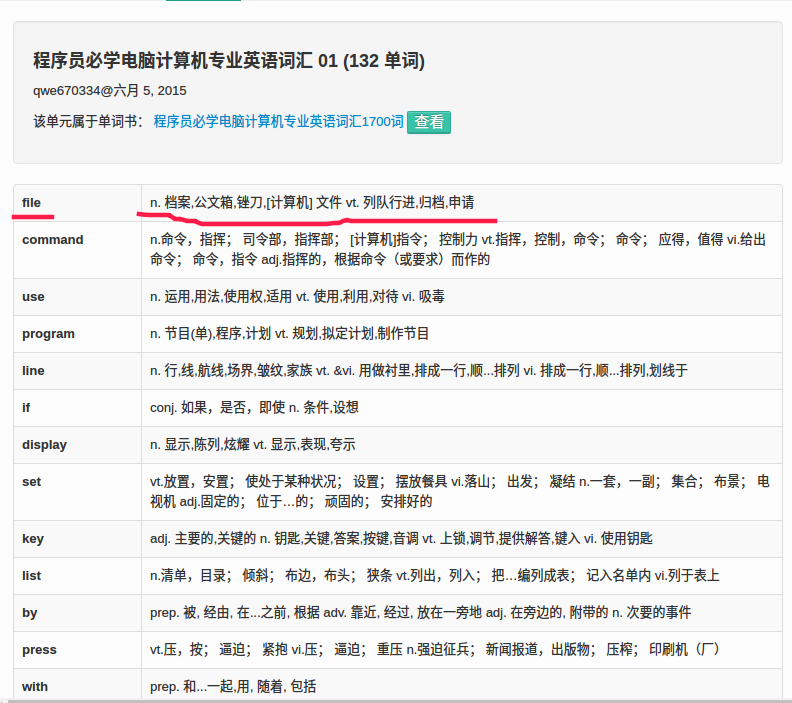 程序员必学电脑计算机专业英语词汇 01 (132 单词)
qwe670334@六月 5, 2015
该单元属于单词书： 程序员必学电脑计算机专业英语词汇1700词 查看
file n. 档案,公文箱,锉刀,[计算机] 文件 vt. 列队行进,归档,申请
command n.命令，指挥； 司令部，指挥部； [计算机]指令； 控制力 vt.指挥，控制，命令； 命令； 应得，值得 vi.给出
命令； 命令，指令 adj.指挥的，根据命令（或要求）而作的
use n. 运用,用法,使用权,适用 vt. 使用,利用,对待 vi. 吸毒
program n. 节目(单),程序,计划 vt. 规划,拟定计划,制作节目
line n. 行,线,航线,场界,皱纹,家族 vt. &vi. 用做衬里,排成一行,顺...排列 vi. 排成一行,顺...排列,划线于
if conj. 如果，是否，即使 n. 条件,设想
display n. 显示,陈列,炫耀 vt. 显示,表现,夸示
set vt.放置，安置； 使处于某种状况； 设置； 摆放餐具 vi.落山； 出发； 凝结 n.一套，一副； 集合； 布景； 电
视机 adj.固定的； 位于…的； 顽固的； 安排好的
key adj. 主要的,关键的 n. 钥匙,关键,答案,按键,音调 vt. 上锁,调节,提供解答,键入 vi. 使用钥匙
list n.清单，目录； 倾斜； 布边，布头； 狭条 vt.列出，列入； 把…编列成表； 记入名单内 vi.列于表上
by prep. 被, 经由, 在...之前, 根据 adv. 靠近, 经过, 放在一旁地 adj. 在旁边的, 附带的 n. 次要的事件
press vt.压，按； 逼迫； 紧抱 vi.压； 逼迫； 重压 n.强迫征兵； 新闻报道，出版物； 压榨； 印刷机（厂）
with prep. 和...一起,用, 随着, 包括